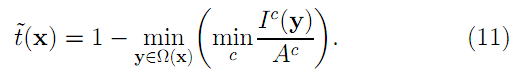 t̃(x) = 1 − min_{y∈Ω(x)} ( min_c I^c(y) / A^c ). (11)